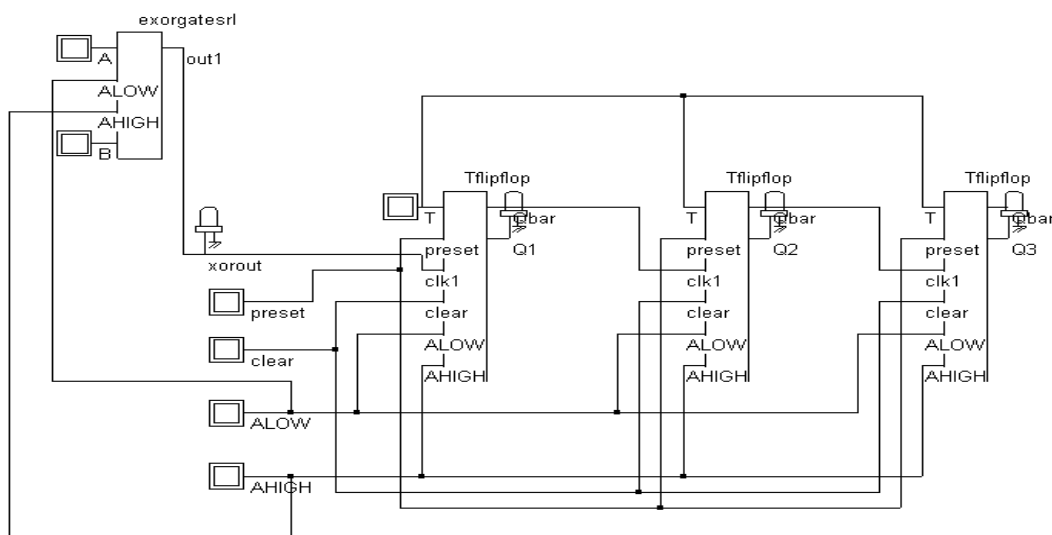 exorgatesrl
A
out1
ALOW
AHIGH
B
Tflipflop
Tflipflop
Tflipflop
T
Qbar
T
Qbar
T
Qbar
preset
Q1
preset
Q2
preset
Q3
xorout
clk1
clk1
clk1
preset
clear
clear
clear
clear
ALOW
ALOW
ALOW
AHIGH
AHIGH
AHIGH
ALOW
AHIGH